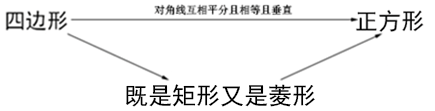 对角线互相平分且相等且垂直
四边形
正方形
既是矩形又是菱形